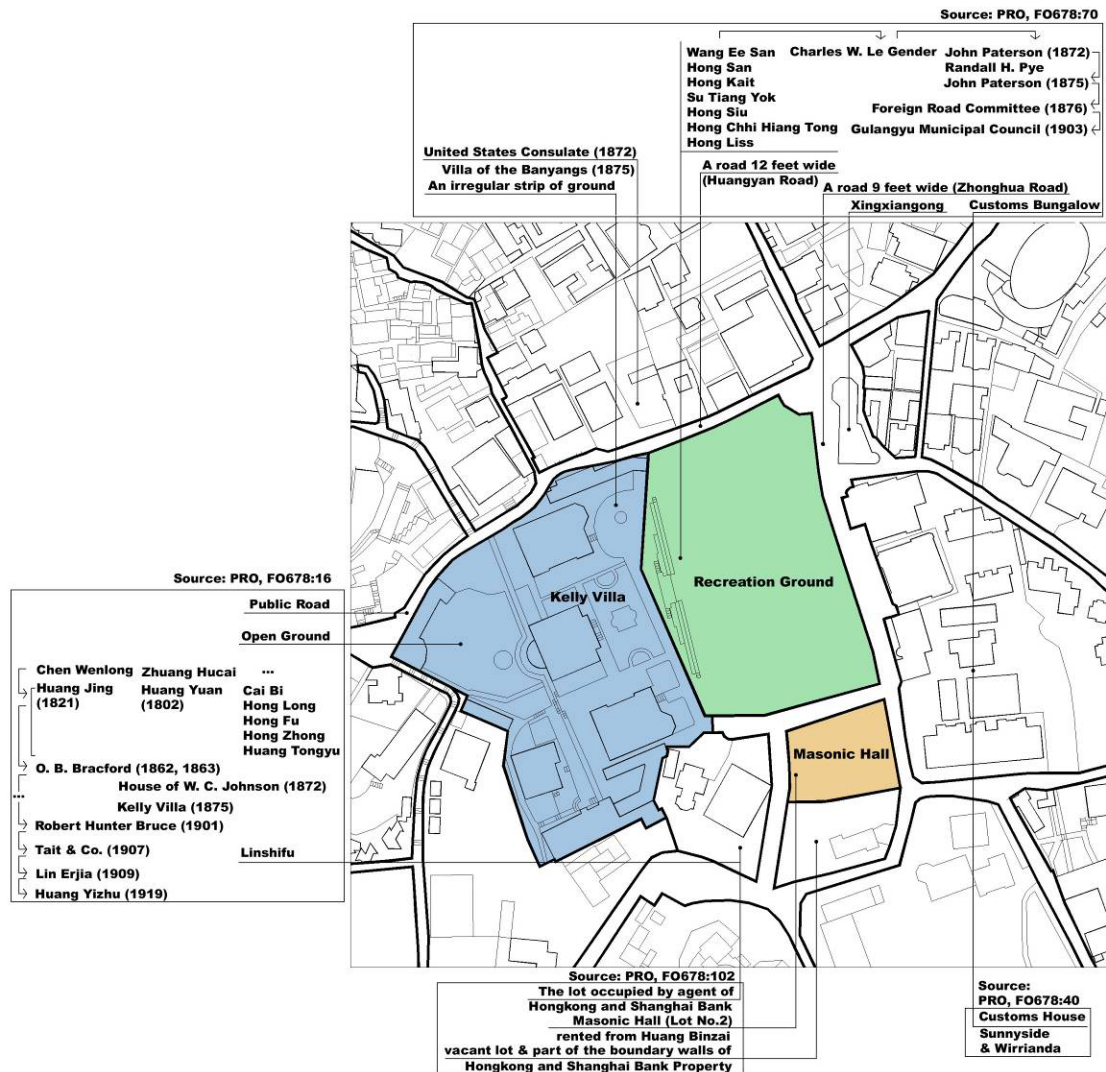 Source: PRO, FO678:70
Wang Ee San
Charles W. Le Gender
John Paterson (1872)
Hong San
Randall H. Pye
Hong Kait
John Paterson (1875)
Su Tiang Yok
Hong Siu
Foreign Road Committee (1876)
Hong Chhi Hiang Tong
Gulangyu Municipal Council (1903)
Hong Liss
United States Consulate (1872)
Villa of the Banyangs (1875)
An irregular strip of ground
A road 12 feet wide
(Huangyan Road)
A road 9 feet wide (Zhonghua Road)
Xingxiangong
Customs Bungalow
Recreation Ground
Kelly Villa
Masonic Hall
Source: PRO, FO678:16
Public Road
Open Ground
Chen Wenlong
Zhuang Hucai
...
Huang Jing
(1821)
Huang Yuan
(1802)
Cai Bi
Hong Long
Hong Fu
Hong Zhong
Huang Tongyu
O. B. Bracford (1862, 1863)
House of W. C. Johnson (1872)
...
Kelly Villa (1875)
Robert Hunter Bruce (1901)
Tait & Co. (1907)
Linshifu
Lin Erjia (1909)
Huang Yizhu (1919)
Source: PRO, FO678:102
The lot occupied by agent of
Hongkong and Shanghai Bank
Masonic Hall (Lot No.2)
rented from Huang Binzai
vacant lot & part of the boundary walls of
Hongkong and Shanghai Bank Property
Source:
PRO, FO678:40
Customs House
Sunnyside
& Wirrianda